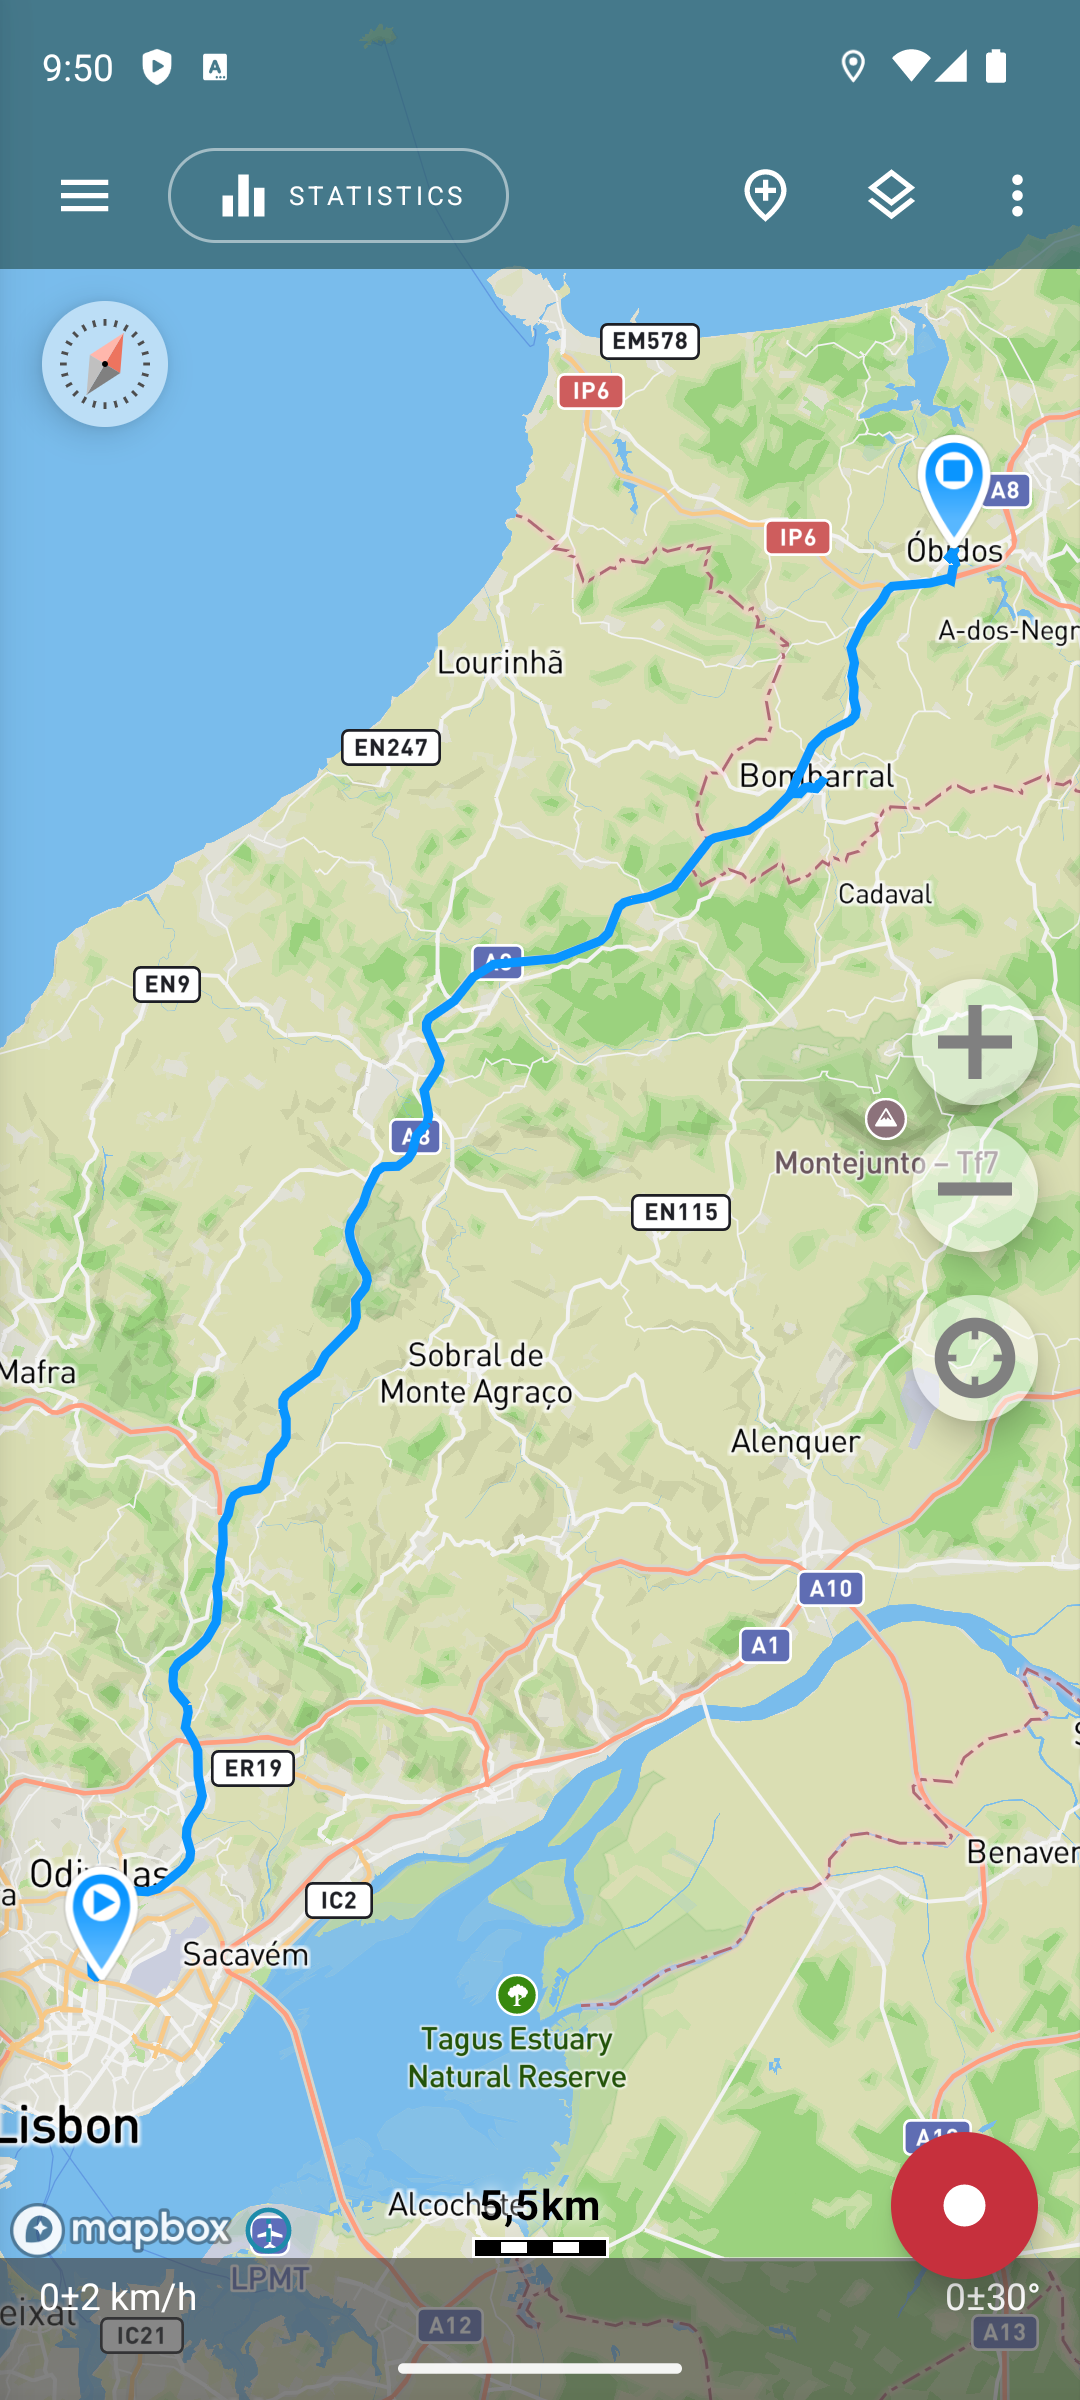 9:50
A
STATISTICS
EM578
IP6
A8
IP6
Óbidos
A-dos-Negr
Lourinhã
EN247
Bombarral
Cadaval
A8
EN9
A8
Montejunto – Tf7
EN115
Sobral de
Monte Agraço
Mafra
Alenquer
A10
A1
ER19
Benaver
Odivelas
a
IC2
Sacavém
Tagus Estuary
Natural Reserve
Lisbon
Alcochete
5,5km
mapbox
LPMT
0±2 km/h
0±30°
eixal
IC21
A12
A13